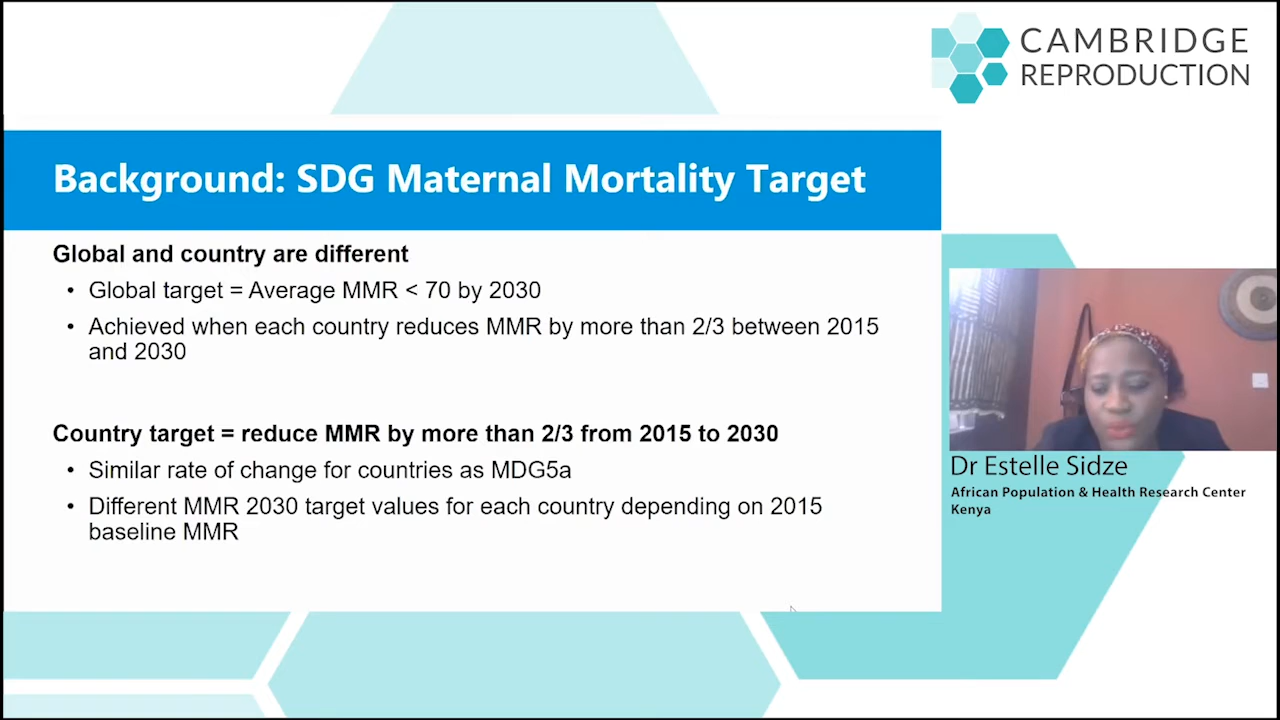 CAMBRIDGE
REPRODUCTION
Background: SDG Maternal Mortality Target
Global and country are different
• Global target = Average MMR < 70 by 2030
• Achieved when each country reduces MMR by more than 2/3 between 2015
and 2030
Country target = reduce MMR by more than 2/3 from 2015 to 2030
• Similar rate of change for countries as MDG5a
• Different MMR 2030 target values for each country depending on 2015
baseline MMR
Dr Estelle Sidze
African Population & Health Research Center
Kenya